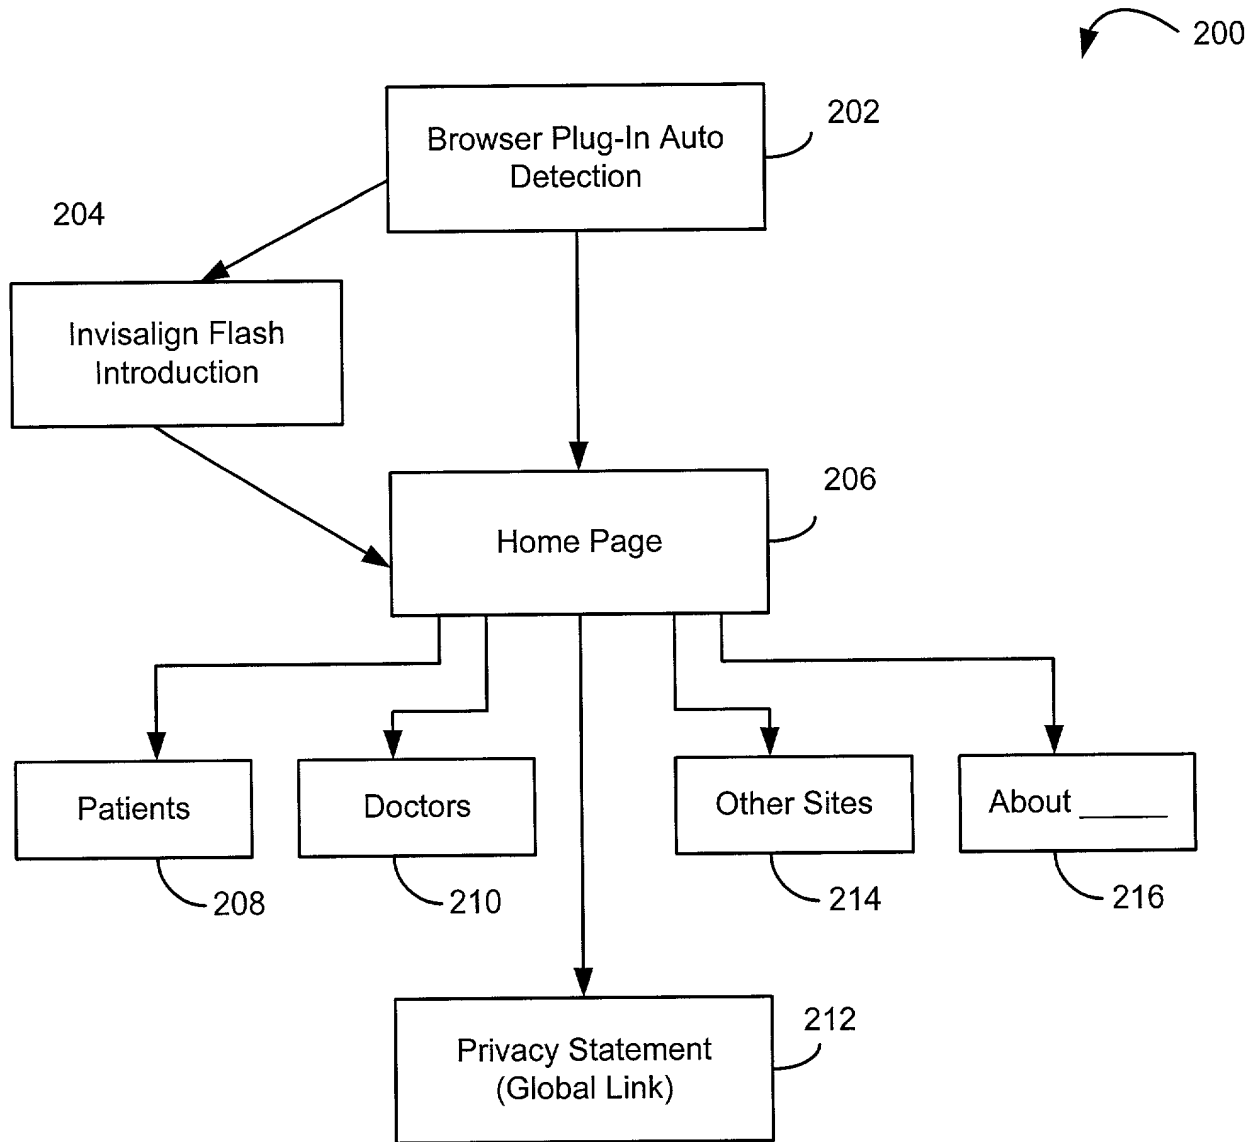 200
202
Browser Plug-In Auto
Detection
204
Invisalign Flash
Introduction
206
Home Page
Patients
Doctors
Other Sites
About _____
208
210
214
216
212
Privacy Statement
(Global Link)